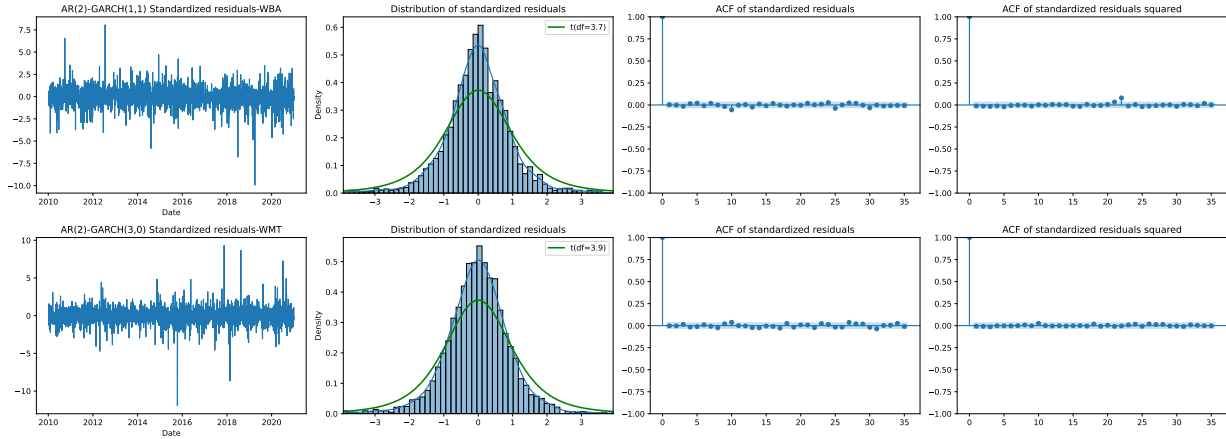 AR(2)-GARCH(1,1) Standardized residuals-WBA
Distribution of standardized residuals
ACF of standardized residuals
ACF of standardized residuals squared
7.5
5.0
2.5
0.0
−2.5
−5.0
−7.5
−10.0
2010 2012 2014 2016 2018 2020
Date
Density
0.6
0.5
0.4
0.3
0.2
0.1
0.0
t(df=3.7)
−3 −2 −1 0 1 2 3
1.00
0.75
0.50
0.25
0.00
−0.25
−0.50
−0.75
−1.00
0 5 10 15 20 25 30 35
1.00
0.75
0.50
0.25
0.00
−0.25
−0.50
−0.75
−1.00
0 5 10 15 20 25 30 35
AR(2)-GARCH(3,0) Standardized residuals-WMT
Distribution of standardized residuals
ACF of standardized residuals
ACF of standardized residuals squared
10
5
0
−5
−10
2010 2012 2014 2016 2018 2020
Date
Density
0.5
0.4
0.3
0.2
0.1
0.0
t(df=3.9)
−3 −2 −1 0 1 2 3
1.00
0.75
0.50
0.25
0.00
−0.25
−0.50
−0.75
−1.00
0 5 10 15 20 25 30 35
1.00
0.75
0.50
0.25
0.00
−0.25
−0.50
−0.75
−1.00
0 5 10 15 20 25 30 35